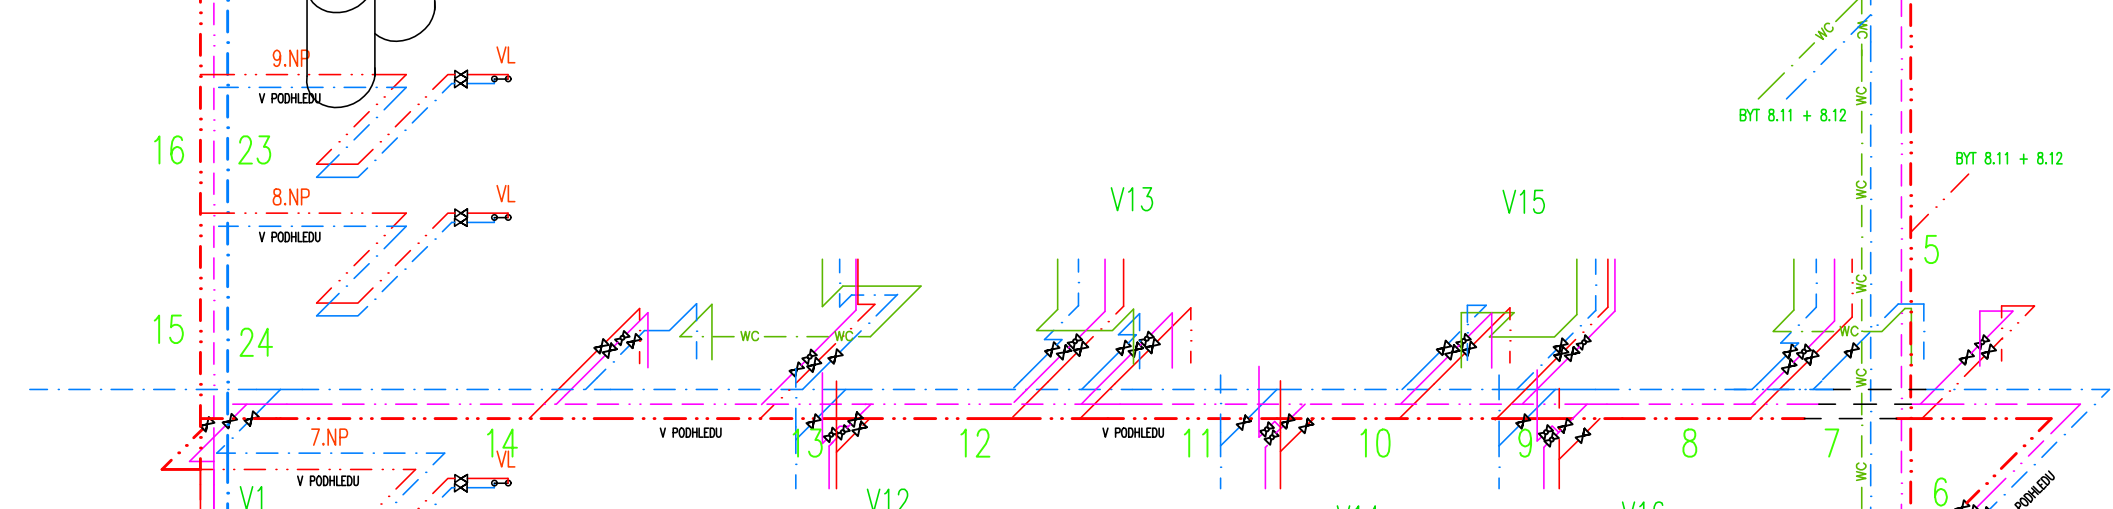 9.NP
VL
V PODHLEDU
WC
WC
WC
BYT 8.11 + 8.12
16
23
BYT 8.11 + 8.12
8.NP
VL
WC
V13
V15
V PODHLEDU
5
WC
15
24
WC
WC
WC
WC
7.NP
14
V PODHLEDU
13
12
V PODHLEDU
11
10
9
8
7
VL
WC
V PODHLEDU
V1
V12
6
PODHLEDU